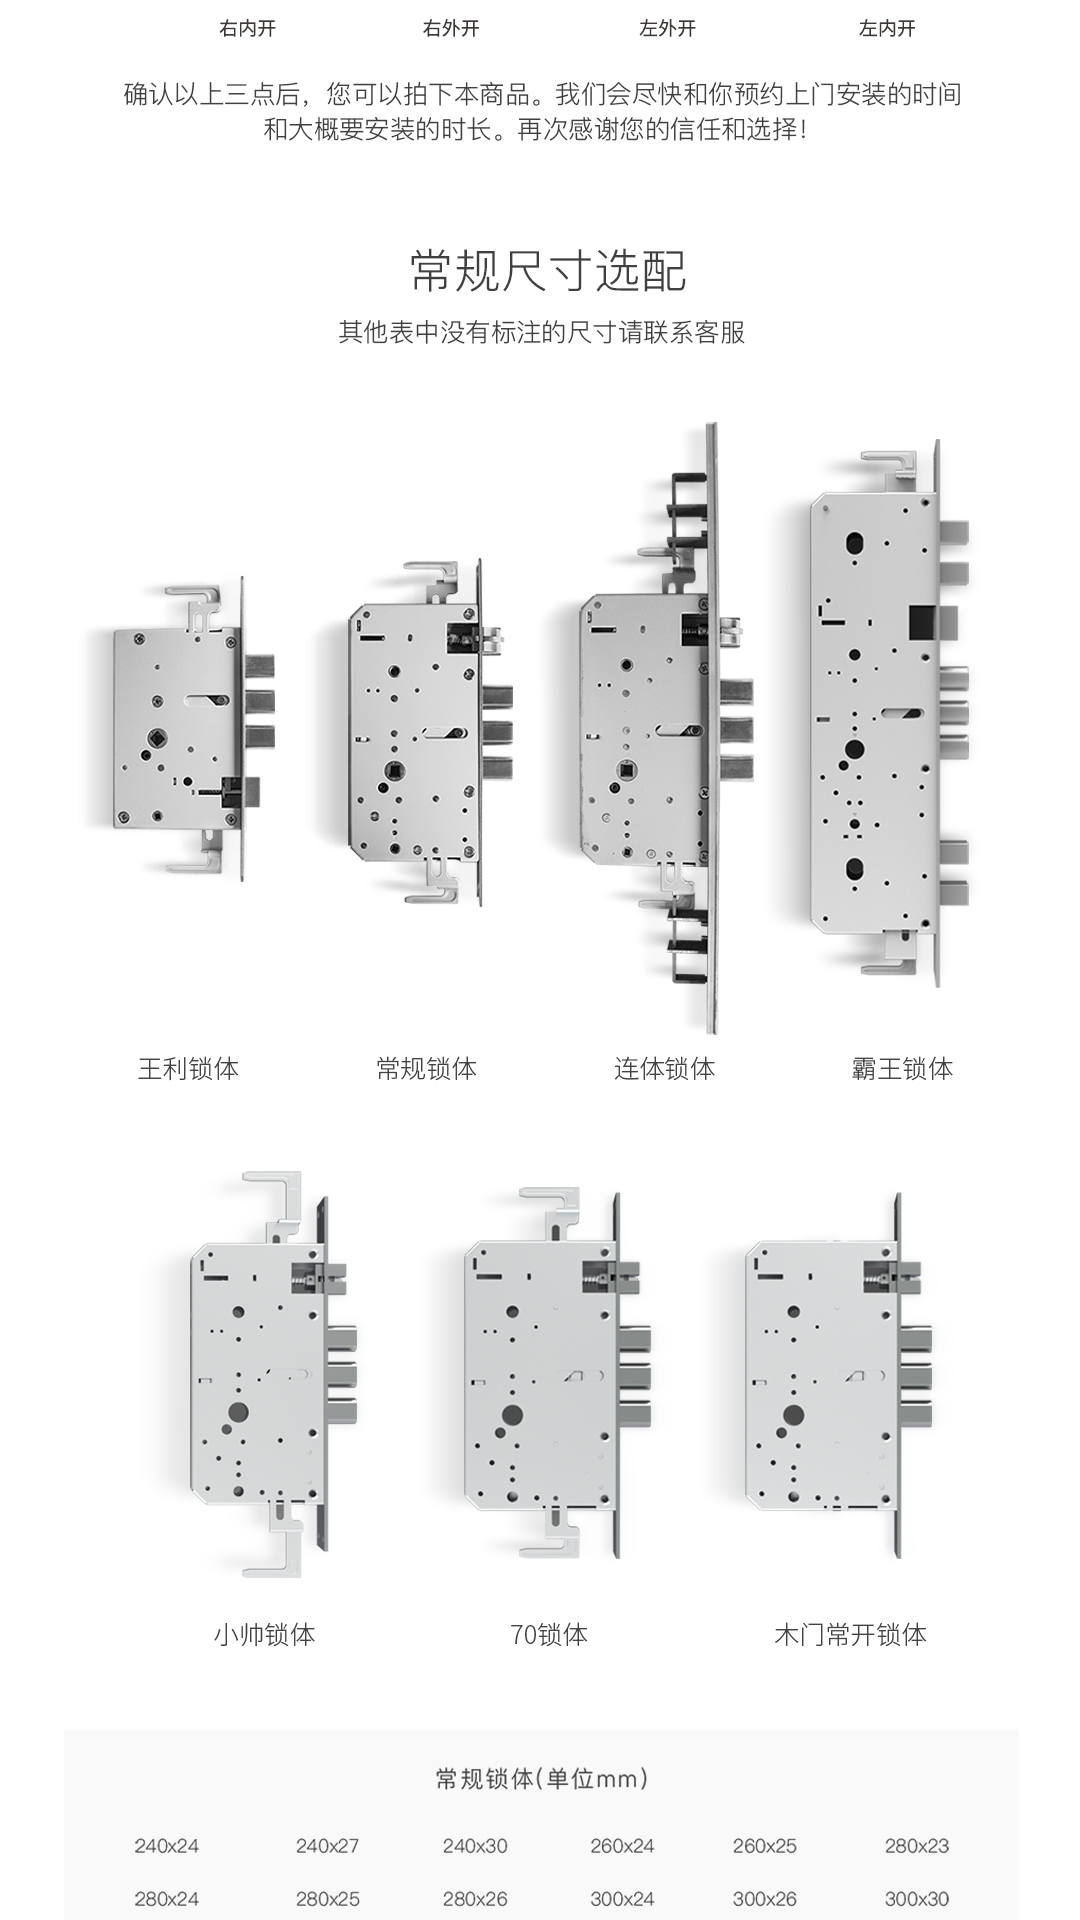 右内开 右外开 左外开 左内开
确认以上三点后，您可以拍下本商品。我们会尽快和你预约上门安装的时间
和大概要安装的时长。再次感谢您的信任和选择！
常规尺寸选配
其他表中没有标注的尺寸请联系客服
王利锁体 常规锁体 连体锁体 霸王锁体
小帅锁体 70锁体 木门常开锁体
常规锁体(单位mm)
240x24 240x27 240x30 260x24 260x25 280x23
280x24 280x25 280x26 300x24 300x26 300x30